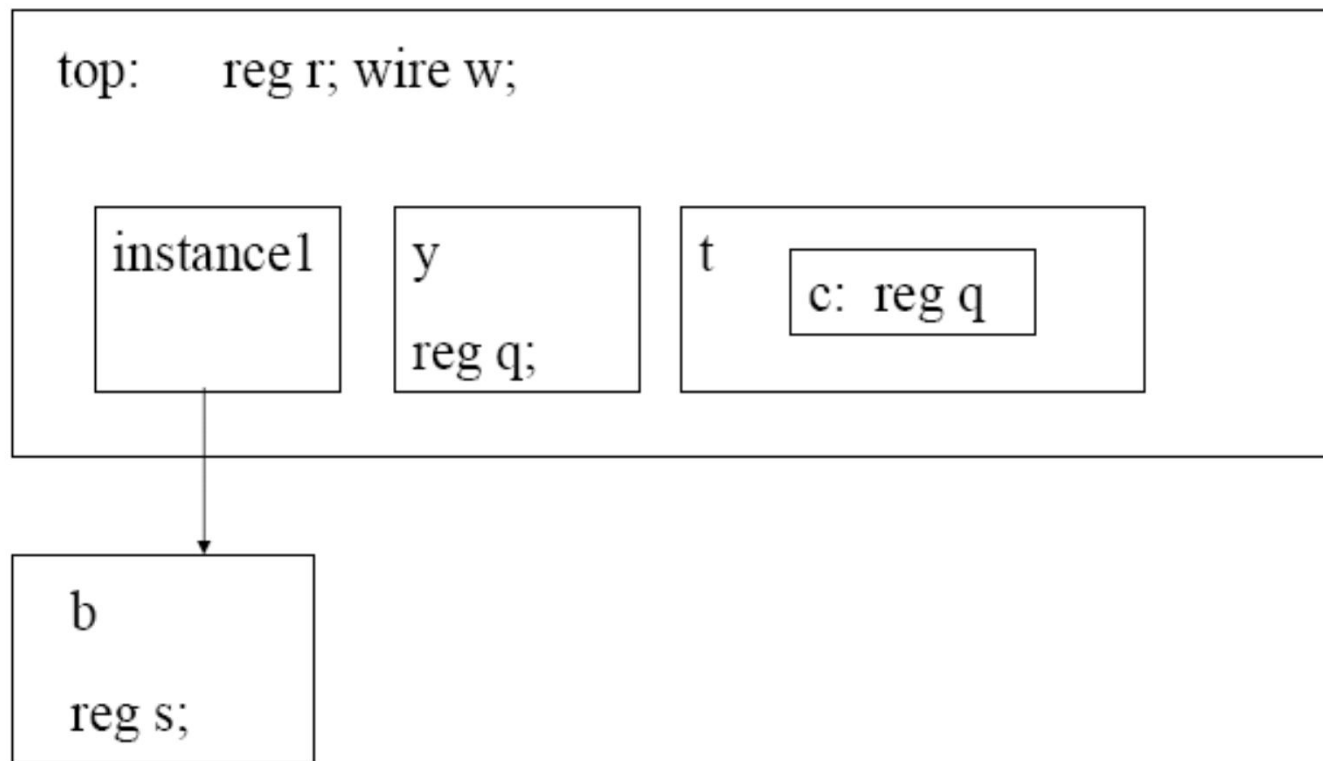 top: reg r; wire w;
instance1
y
reg q;
t
c: reg q
b
reg s;